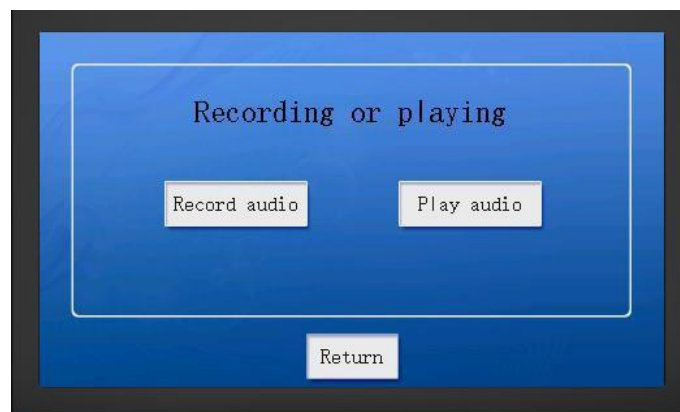 Recording or playing
Record audio
Play audio
Return